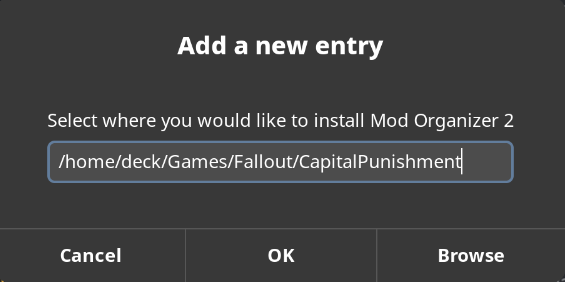 Add a new entry
Select where you would like to install Mod Organizer 2
/home/deck/Games/Fallout/CapitalPunishment
Cancel
OK
Browse